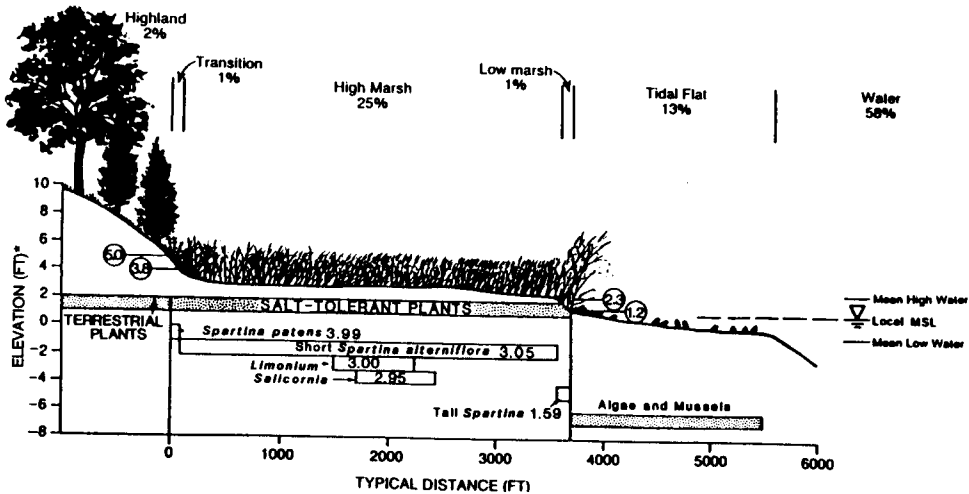 Highland
2%
Transition
1%
High Marsh
25%
Low marsh
1%
Tidal Flat
13%
Water
58%
ELEVATION (FT)*
10
8
6
4
2
0
-2
-4
-6
-8
5.0
3.8
2.3
1.2
SALT-TOLERANT PLANTS
TERRESTRIAL
PLANTS
Spartina patens 3.99
Short Spartina alterniflora 3.05
Limonium 3.00
Salicornia 2.95
Tall Spartina 1.59
Algae and Mussels
Mean High Water
Local MSL
Mean Low Water
0 1000 2000 3000 4000 5000 6000
TYPICAL DISTANCE (FT)